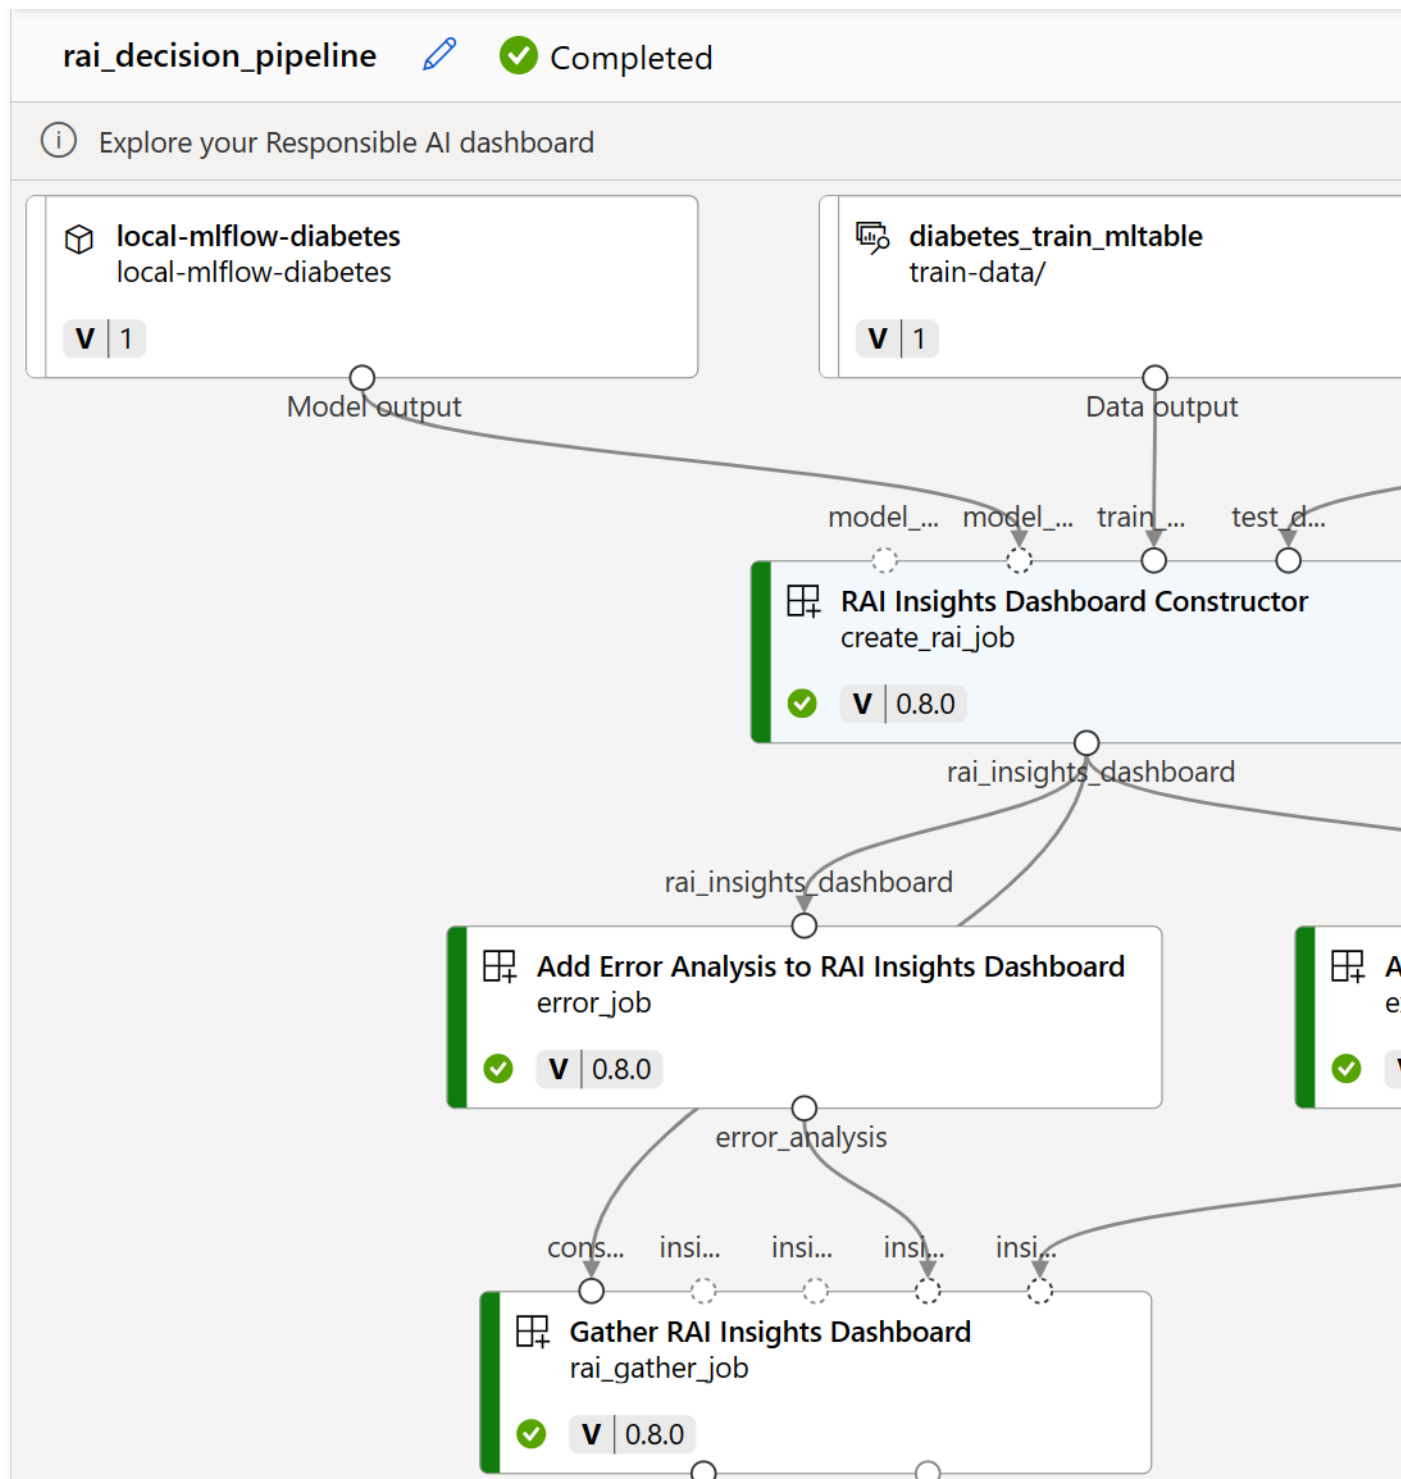 rai_decision_pipeline
Completed
Explore your Responsible AI dashboard
local-mlflow-diabetes
local-mlflow-diabetes
V 1
diabetes_train_mltable
train-data/
V 1
Model output
Data output
model_...
model_...
train_...
test_d...
RAI Insights Dashboard Constructor
create_rai_job
V 0.8.0
rai_insights_dashboard
rai_insights_dashboard
Add Error Analysis to RAI Insights Dashboard
error_job
V 0.8.0
error_analysis
cons...
insi...
insi...
insi...
insi...
Gather RAI Insights Dashboard
rai_gather_job
V 0.8.0